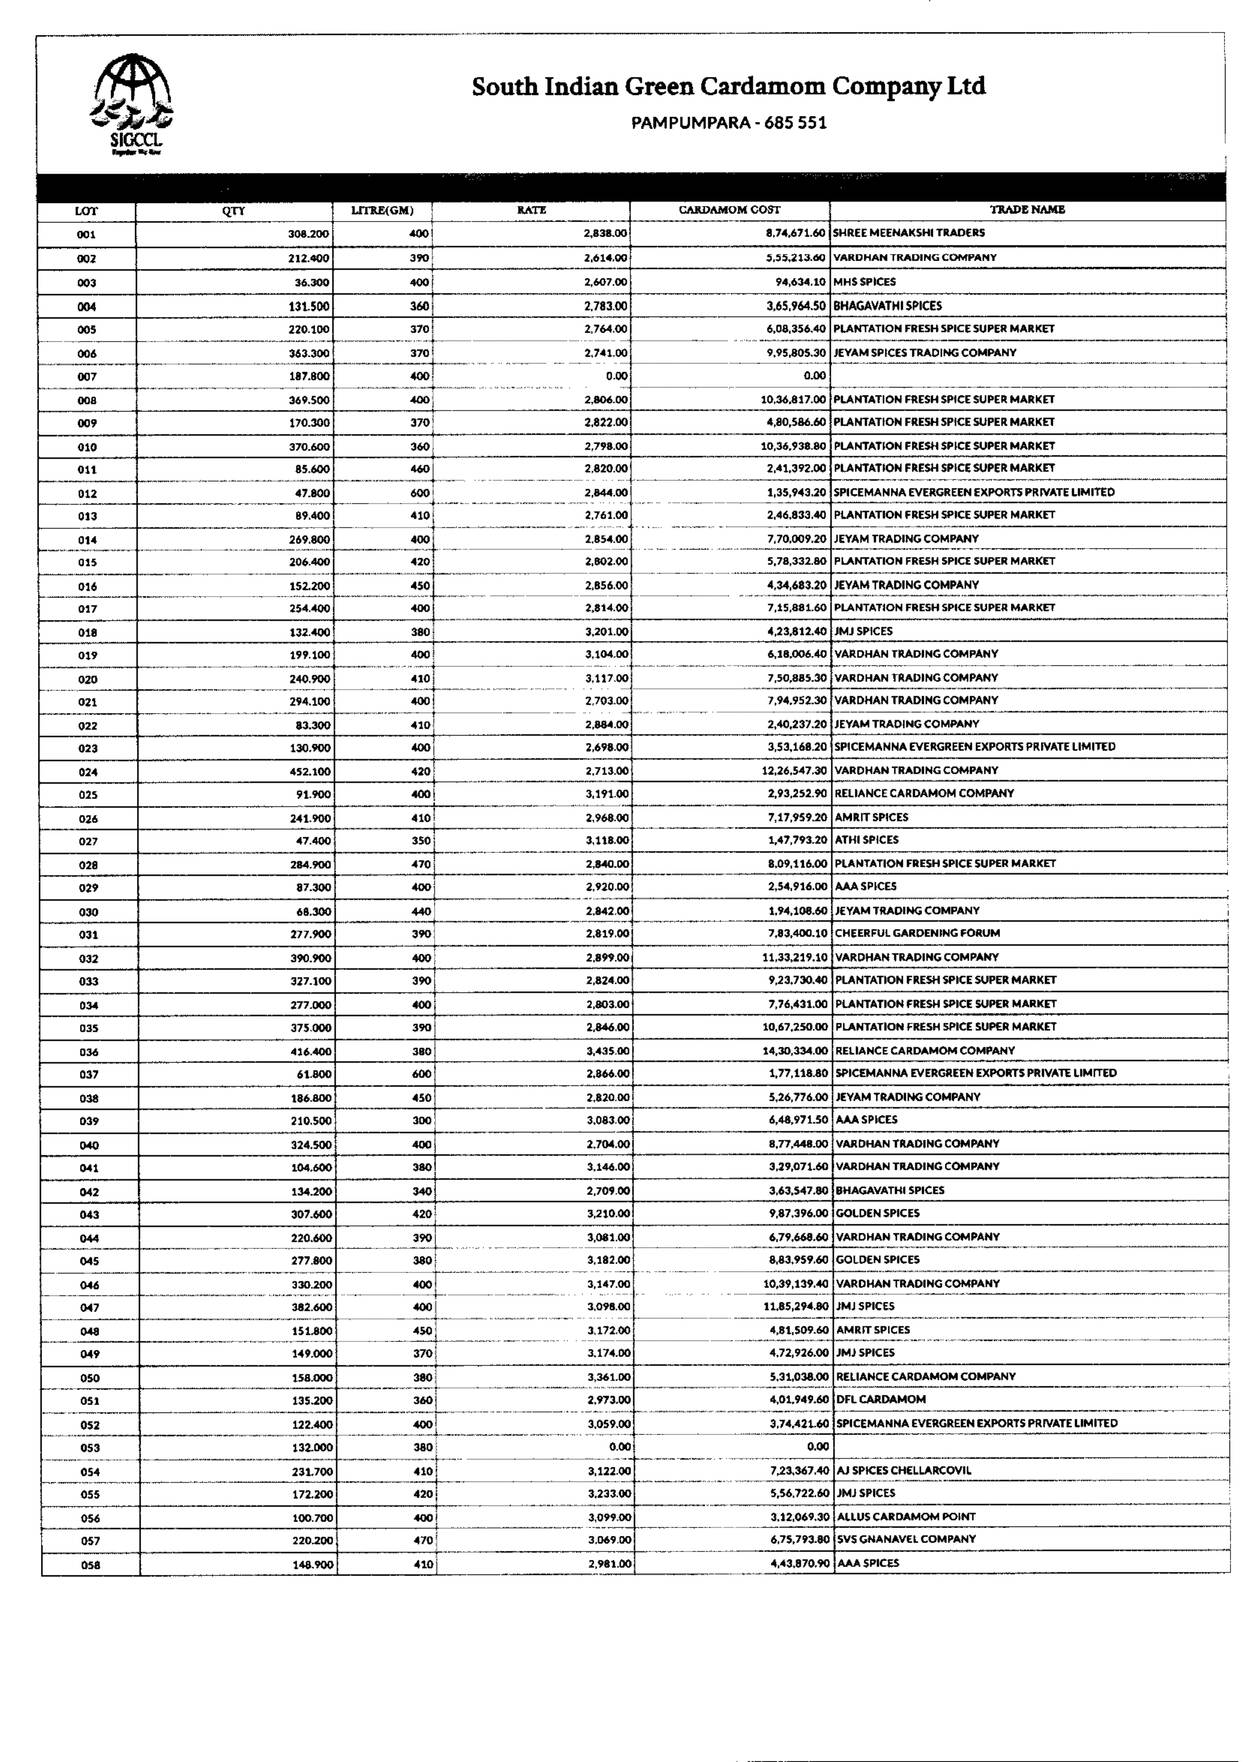 SIGCCL
Together We Grow
South Indian Green Cardamom Company Ltd
PAMPUMPARA - 685 551
LOT QTY LITRE(GM) RATE CARDAMOM COST TRADE NAME
001 308.200 400 2,838.00 8,74,671.60 SHREE MEENAKSHI TRADERS
002 212.400 390 2,614.00 5,55,213.60 VARDHAN TRADING COMPANY
003 36.300 400 2,607.00 94,634.10 MHS SPICES
004 131.500 360 2,783.00 3,65,964.50 BHAGAVATHI SPICES
005 220.100 370 2,764.00 6,08,356.40 PLANTATION FRESH SPICE SUPER MARKET
006 363.300 370 2,741.00 9,95,805.30 JEYAM SPICES TRADING COMPANY
007 187.800 400 0.00 0.00
008 369.500 400 2,806.00 10,36,817.00 PLANTATION FRESH SPICE SUPER MARKET
009 170.300 370 2,822.00 4,80,586.60 PLANTATION FRESH SPICE SUPER MARKET
010 370.600 360 2,798.00 10,36,938.80 PLANTATION FRESH SPICE SUPER MARKET
011 85.600 460 2,820.00 2,41,392.00 PLANTATION FRESH SPICE SUPER MARKET
012 47.800 600 2,844.00 1,35,943.20 SPICEMANNA EVERGREEN EXPORTS PRIVATE LIMITED
013 89.400 410 2,761.00 2,46,833.40 PLANTATION FRESH SPICE SUPER MARKET
014 269.800 400 2,854.00 7,70,009.20 JEYAM TRADING COMPANY
015 206.400 420 2,802.00 5,78,332.80 PLANTATION FRESH SPICE SUPER MARKET
016 152.200 450 2,856.00 4,34,683.20 JEYAM TRADING COMPANY
017 254.400 400 2,814.00 7,15,881.60 PLANTATION FRESH SPICE SUPER MARKET
018 132.400 380 3,201.00 4,23,812.40 JMJ SPICES
019 199.100 400 3,104.00 6,18,006.40 VARDHAN TRADING COMPANY
020 240.900 410 3,117.00 7,50,885.30 VARDHAN TRADING COMPANY
021 294.100 400 2,703.00 7,94,952.30 VARDHAN TRADING COMPANY
022 83.300 410 2,884.00 2,40,237.20 JEYAM TRADING COMPANY
023 130.900 400 2,698.00 3,53,168.20 SPICEMANNA EVERGREEN EXPORTS PRIVATE LIMITED
024 452.100 420 2,713.00 12,26,547.30 VARDHAN TRADING COMPANY
025 91.900 400 3,191.00 2,93,252.90 RELIANCE CARDAMOM COMPANY
026 241.900 410 2,968.00 7,17,959.20 AMRIT SPICES
027 47.400 350 3,118.00 1,47,793.20 ATHI SPICES
028 284.900 470 2,840.00 8,09,116.00 PLANTATION FRESH SPICE SUPER MARKET
029 87.300 400 2,920.00 2,54,916.00 AAA SPICES
030 68.300 440 2,842.00 1,94,108.60 JEYAM TRADING COMPANY
031 277.900 390 2,819.00 7,83,400.10 CHEERFUL GARDENING FORUM
032 390.900 400 2,899.00 11,33,219.10 VARDHAN TRADING COMPANY
033 327.100 390 2,824.00 9,23,730.40 PLANTATION FRESH SPICE SUPER MARKET
034 277.000 400 2,803.00 7,76,431.00 PLANTATION FRESH SPICE SUPER MARKET
035 375.000 390 2,846.00 10,67,250.00 PLANTATION FRESH SPICE SUPER MARKET
036 416.400 380 3,435.00 14,30,334.00 RELIANCE CARDAMOM COMPANY
037 61.800 600 2,866.00 1,77,118.80 SPICEMANNA EVERGREEN EXPORTS PRIVATE LIMITED
038 186.800 450 2,820.00 5,26,776.00 JEYAM TRADING COMPANY
039 210.500 300 3,083.00 6,48,971.50 AAA SPICES
040 324.500 400 2,704.00 8,77,448.00 VARDHAN TRADING COMPANY
041 104.600 380 3,146.00 3,29,071.60 VARDHAN TRADING COMPANY
042 134.200 340 2,709.00 3,63,547.80 BHAGAVATHI SPICES
043 307.600 420 3,210.00 9,87,396.00 GOLDEN SPICES
044 220.600 390 3,081.00 6,79,668.60 VARDHAN TRADING COMPANY
045 277.800 380 3,182.00 8,83,959.60 GOLDEN SPICES
046 330.200 400 3,147.00 10,39,139.40 VARDHAN TRADING COMPANY
047 382.600 400 3,098.00 11,85,294.80 JMJ SPICES
048 151.800 450 3,172.00 4,81,509.60 AMRIT SPICES
049 149.000 370 3,174.00 4,72,926.00 JMJ SPICES
050 158.000 380 3,361.00 5,31,038.00 RELIANCE CARDAMOM COMPANY
051 135.200 360 2,973.00 4,01,949.60 DFL CARDAMOM
052 122.400 400 3,059.00 3,74,421.60 SPICEMANNA EVERGREEN EXPORTS PRIVATE LIMITED
053 132.000 380 0.00 0.00
054 231.700 410 3,122.00 7,23,367.40 AJ SPICES CHELLARCOVIL
055 172.200 420 3,233.00 5,56,722.60 JMJ SPICES
056 100.700 400 3,099.00 3,12,069.30 ALLUS CARDAMOM POINT
057 220.200 470 3,069.00 6,75,793.80 SVS GNANAVEL COMPANY
058 148.900 410 2,981.00 4,43,870.90 AAA SPICES